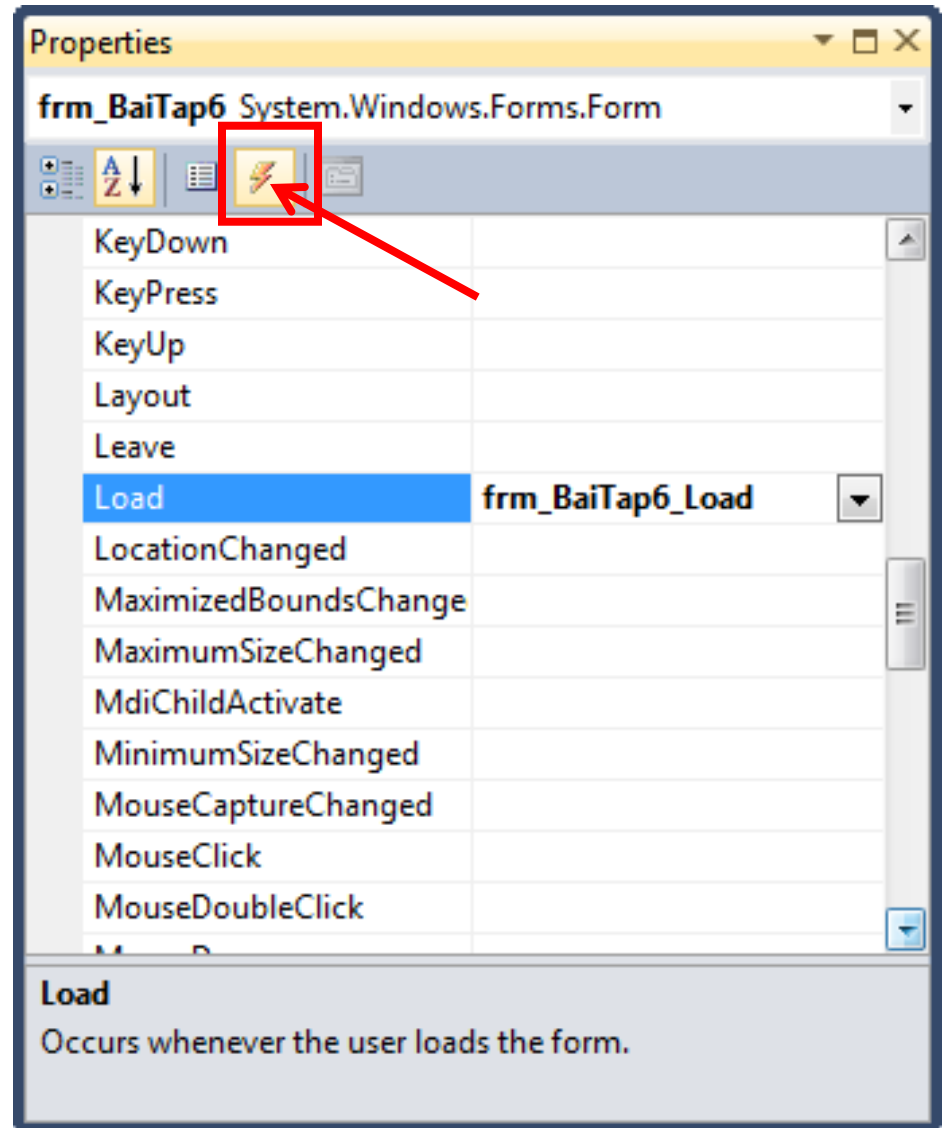 Properties
frm_BaiTap6 System.Windows.Forms.Form
KeyDown
KeyPress
KeyUp
Layout
Leave
Load frm_BaiTap6_Load
LocationChanged
MaximizedBoundsChange
MaximumSizeChanged
MdiChildActivate
MinimumSizeChanged
MouseCaptureChanged
MouseClick
MouseDoubleClick
Load
Occurs whenever the user loads the form.